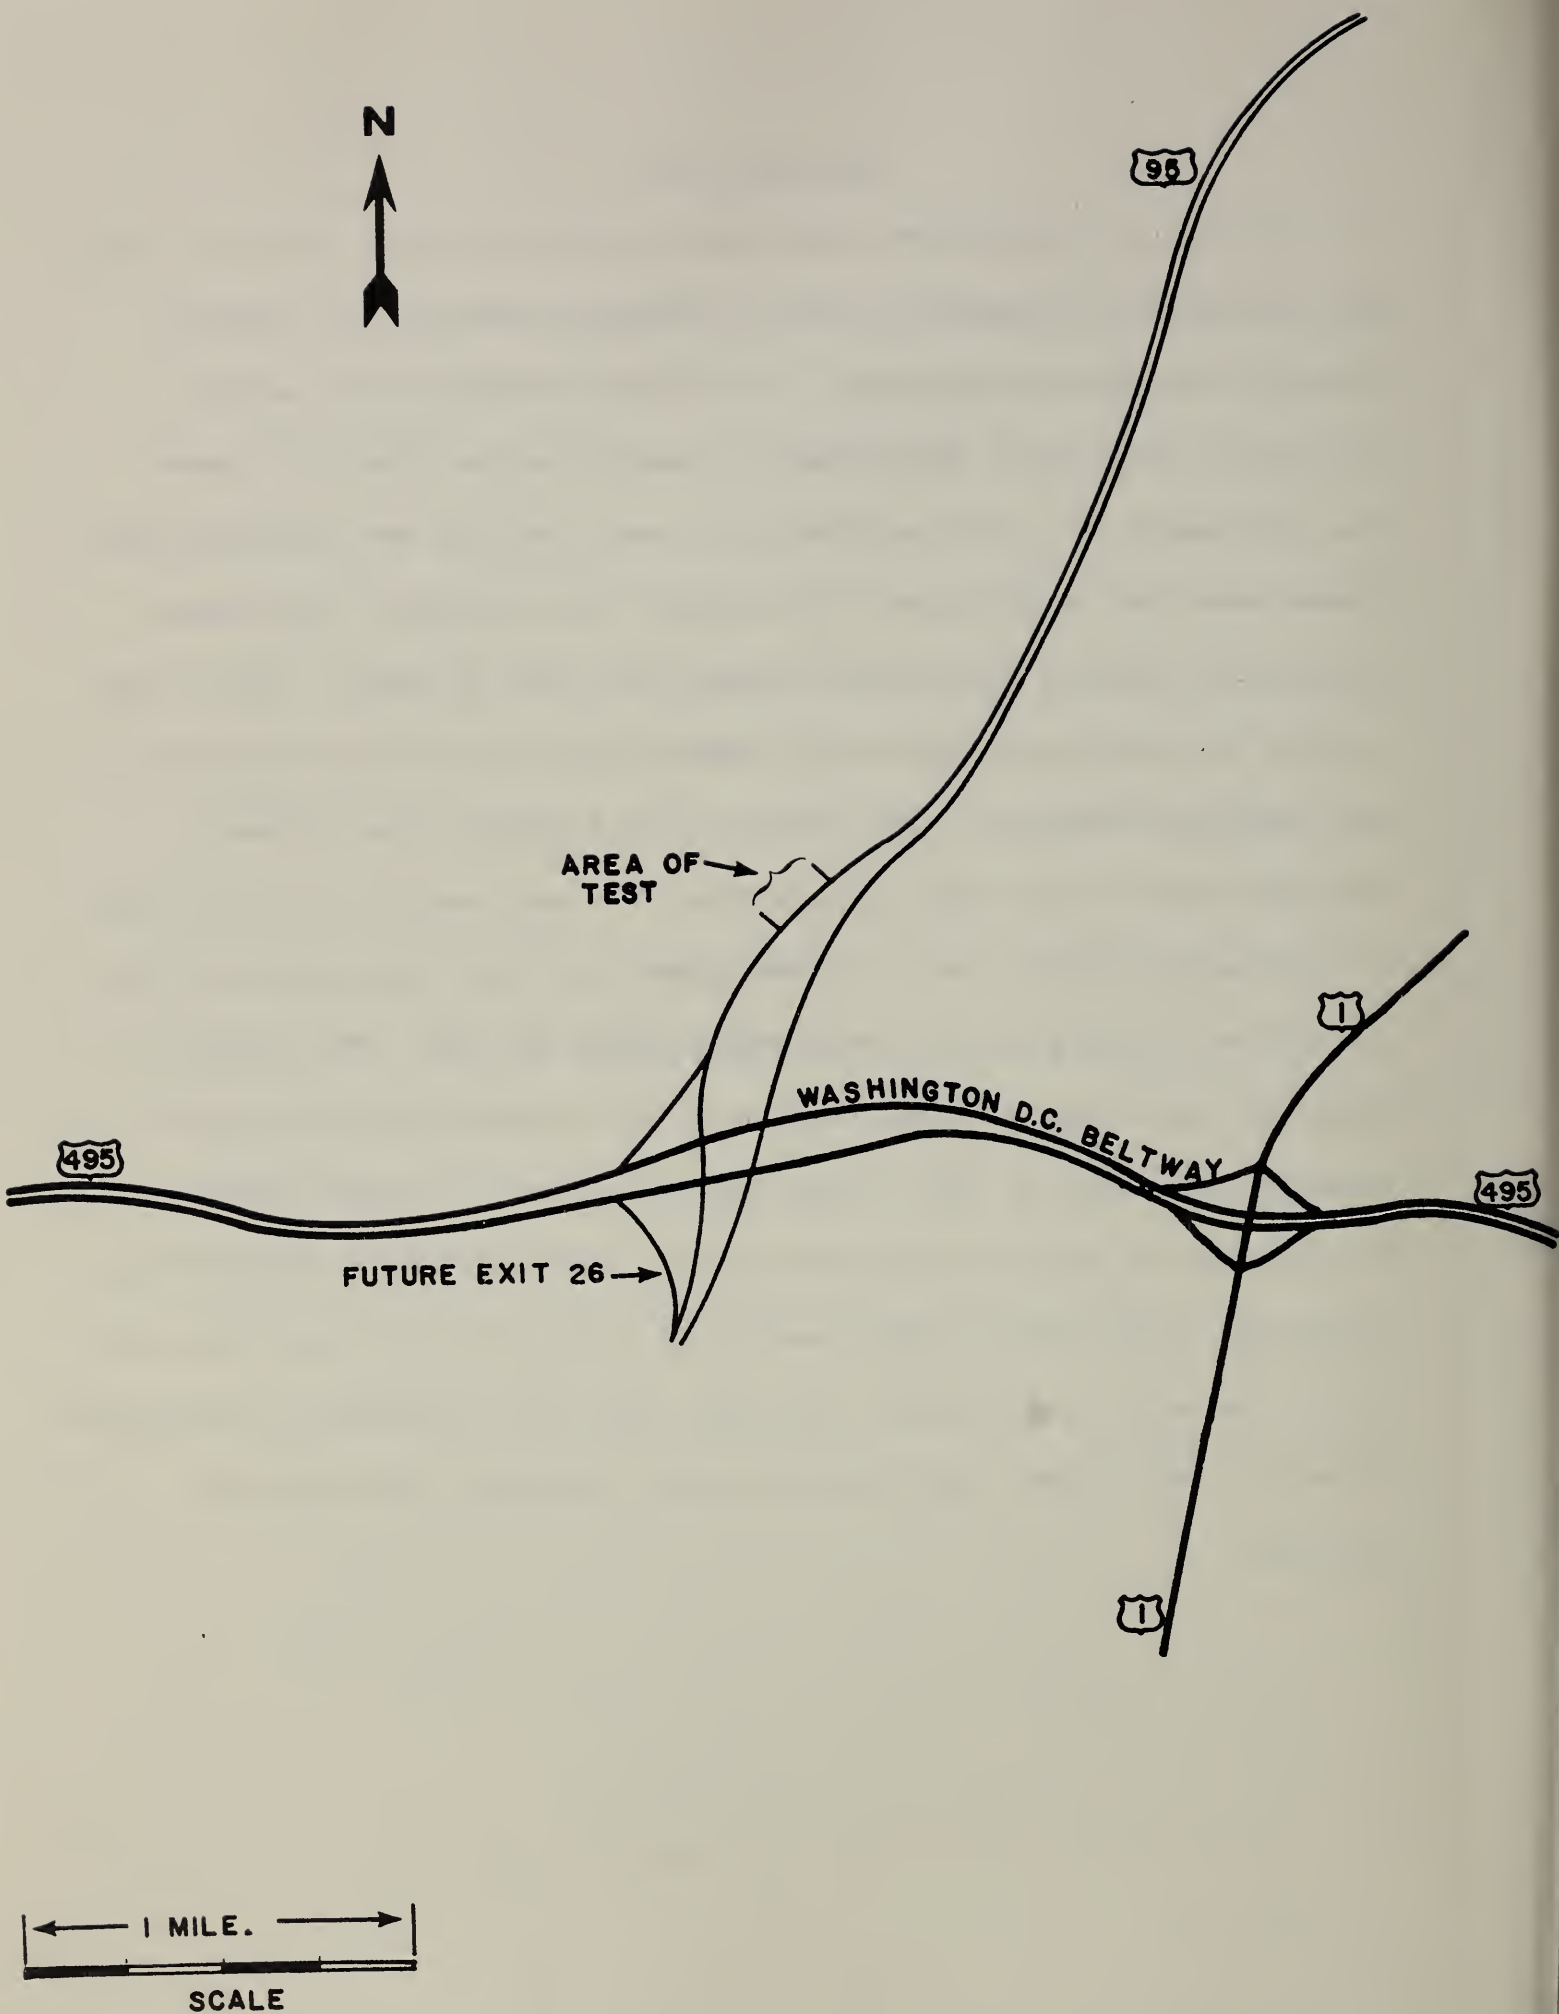 N
95
AREA OF
TEST
1
WASHINGTON D.C. BELTWAY
495
495
FUTURE EXIT 26
1
1 MILE.
SCALE